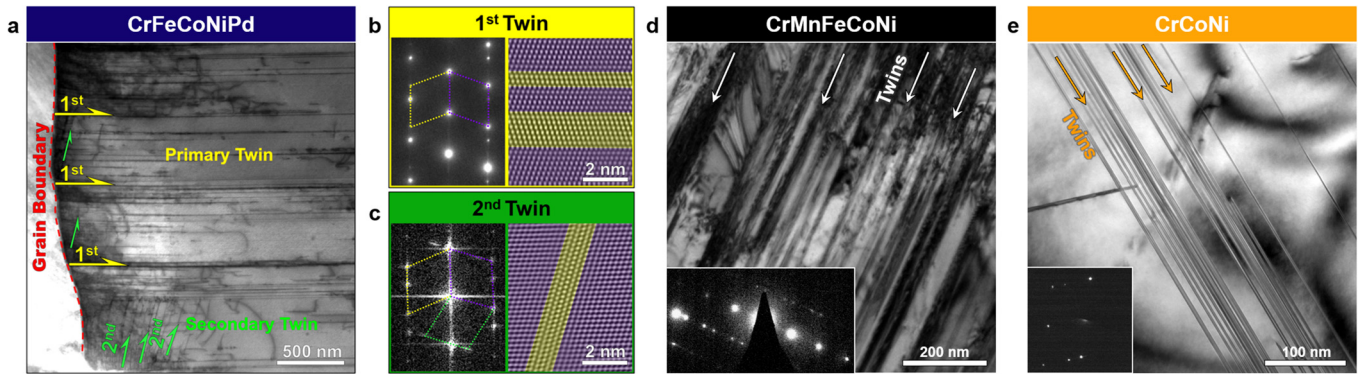 a
CrFeCoNiPd
Grain Boundary
1st
1st
1st
Primary Twin
Secondary Twin
2nd
2nd
500 nm
b
1st Twin
2 nm
c
2nd Twin
2 nm
d
CrMnFeCoNi
Twins
200 nm
e
CrCoNi
Twins
100 nm